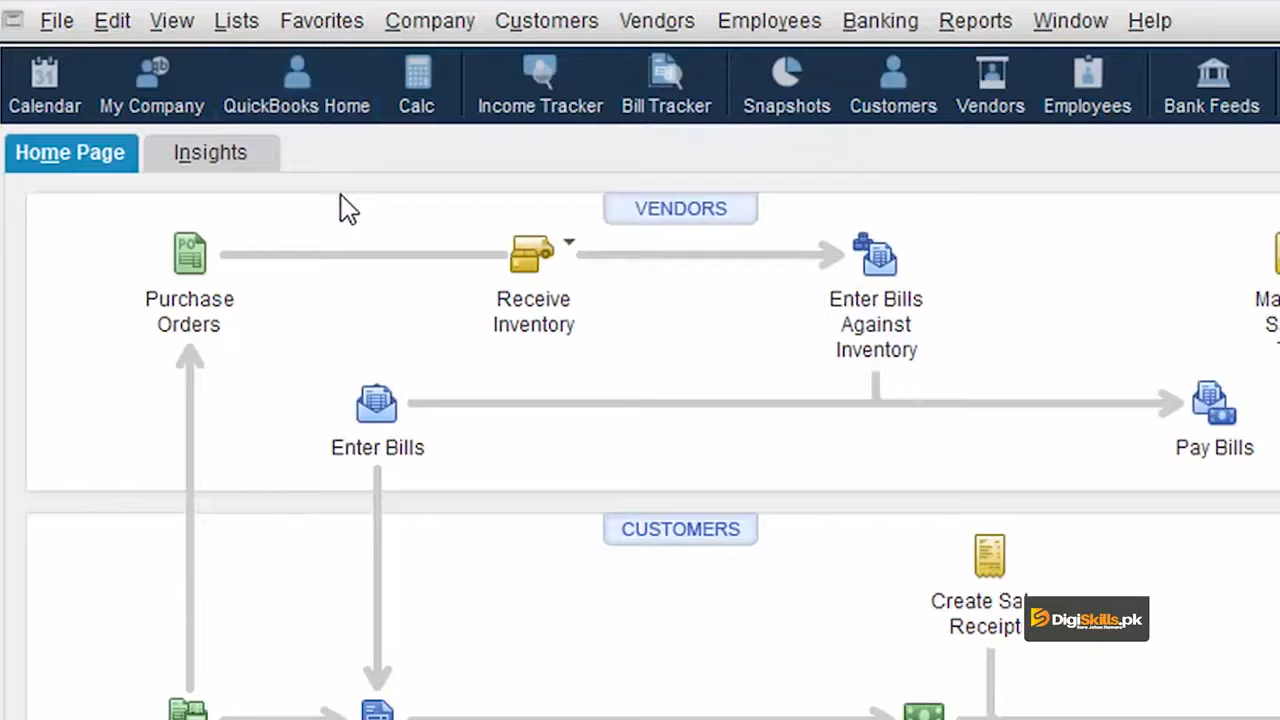 File Edit View Lists Favorites Company Customers Vendors Employees Banking Reports Window Help
31
Calendar My Company QuickBooks Home Calc Income Tracker Bill Tracker Snapshots Customers Vendors Employees Bank Feeds
Home Page Insights
VENDORS
PO
Purchase
Orders
Receive
Inventory
Enter Bills
Against
Inventory
Enter Bills
Pay Bills
CUSTOMERS
Create
Receipt
DigiSkills.pk